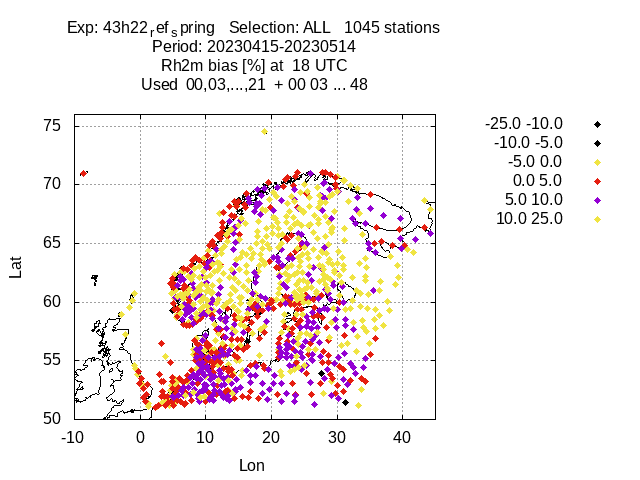 Exp: 43h22_ref_spring   Selection: ALL   1045 stations
Period: 20230415-20230514
Rh2m bias [%] at  18 UTC
Used  00,03,...,21  + 00 03 ... 48
-25.0 -10.0
-10.0 -5.0
-5.0 0.0
0.0 5.0
5.0 10.0
10.0 25.0
75
70
65
60
55
50
Lat
-10 0 10 20 30 40
Lon